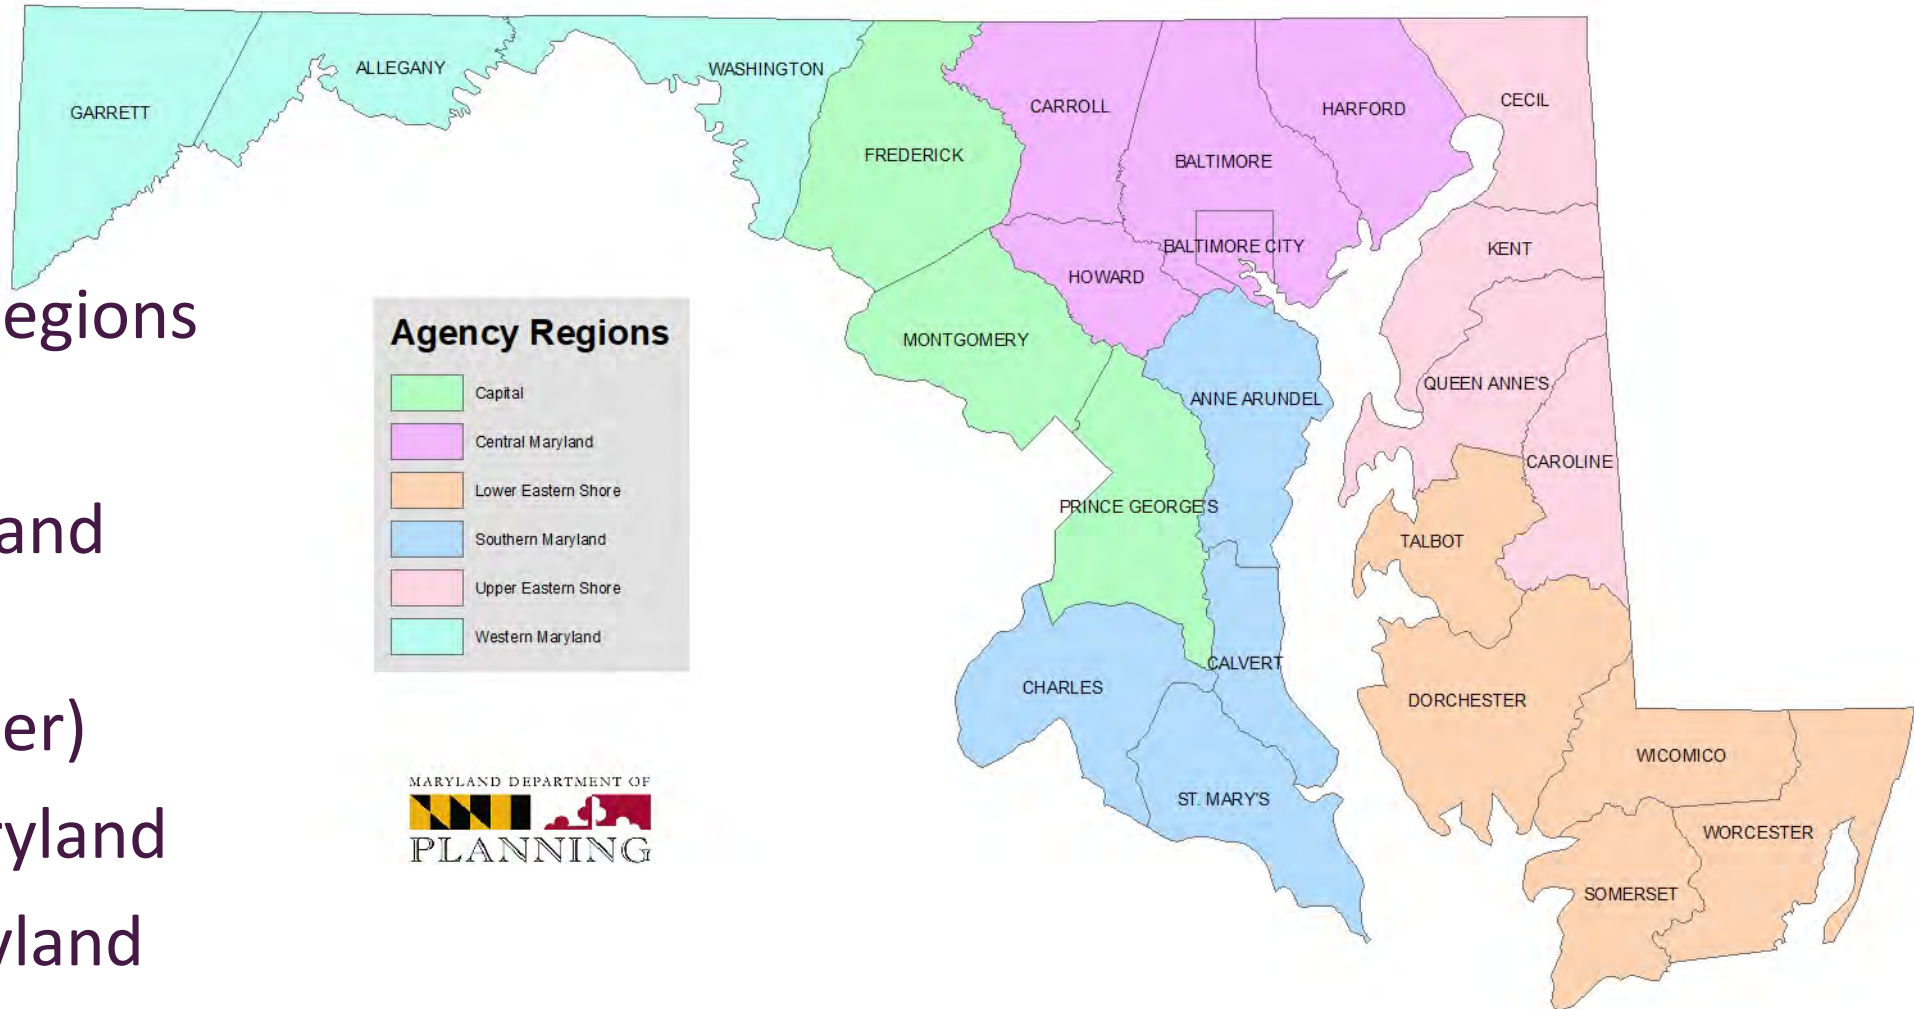 GARRETT
ALLEGANY
WASHINGTON
FREDERICK
CARROLL
BALTIMORE
HARFORD
CECIL
BALTIMORE CITY
KENT
HOWARD
MONTGOMERY
QUEEN ANNE'S
ANNE ARUNDEL
CAROLINE
PRINCE GEORGE'S
TALBOT
CALVERT
CHARLES
DORCHESTER
WICOMICO
ST. MARY'S
WORCESTER
SOMERSET
egions
and
er)
ryland
yland
Agency Regions
Capital
Central Maryland
Lower Eastern Shore
Southern Maryland
Upper Eastern Shore
Western Maryland
MARYLAND DEPARTMENT OF
PLANNING